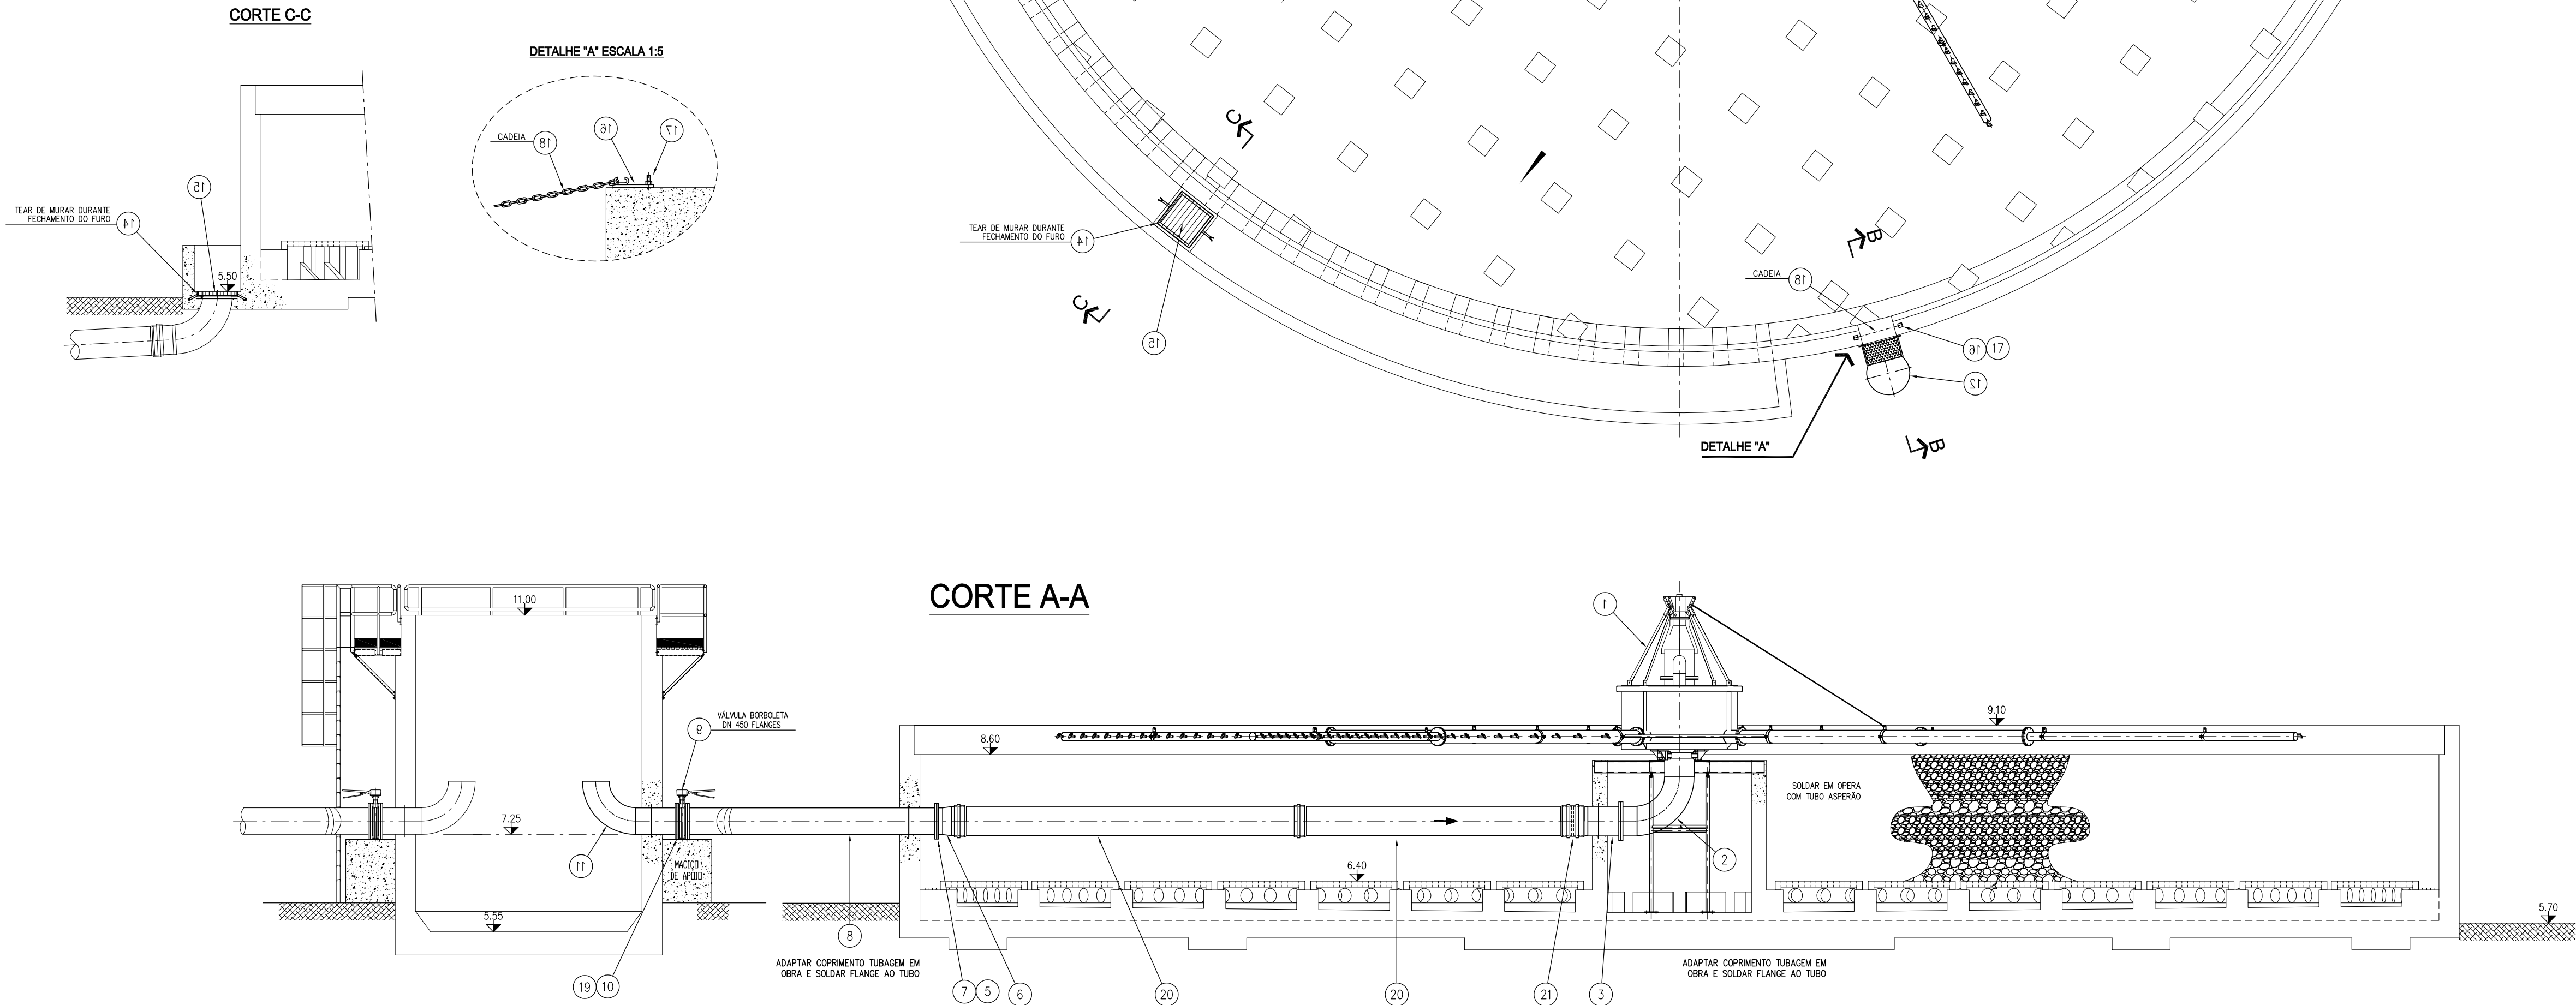 CORTE C-C
DETALHE "A" ESCALA 1:5
CADEIA
18
16
17
15
TEAR DE MURAR DURANTE
FECHAMENTO DO FURO
14
5.50
C
C
TEAR DE MURAR DURANTE
FECHAMENTO DO FURO
14
15
B
CADEIA
18
16
17
12
DETALHE "A"
B
CORTE A-A
11.00
1
VÁLVULA BORBOLETA
DN 450 FLANGES
9
9.10
8.60
SOLDAR EM OPERA
COM TUBO ASPERÃO
7.25
11
MACIÇO
DE APOIO
2
6.40
5.55
5.70
8
ADAPTAR COPRIMENTO TUBAGEM EM
OBRA E SOLDAR FLANGE AO TUBO
ADAPTAR COPRIMENTO TUBAGEM EM
OBRA E SOLDAR FLANGE AO TUBO
19
10
7
5
6
20
20
21
3